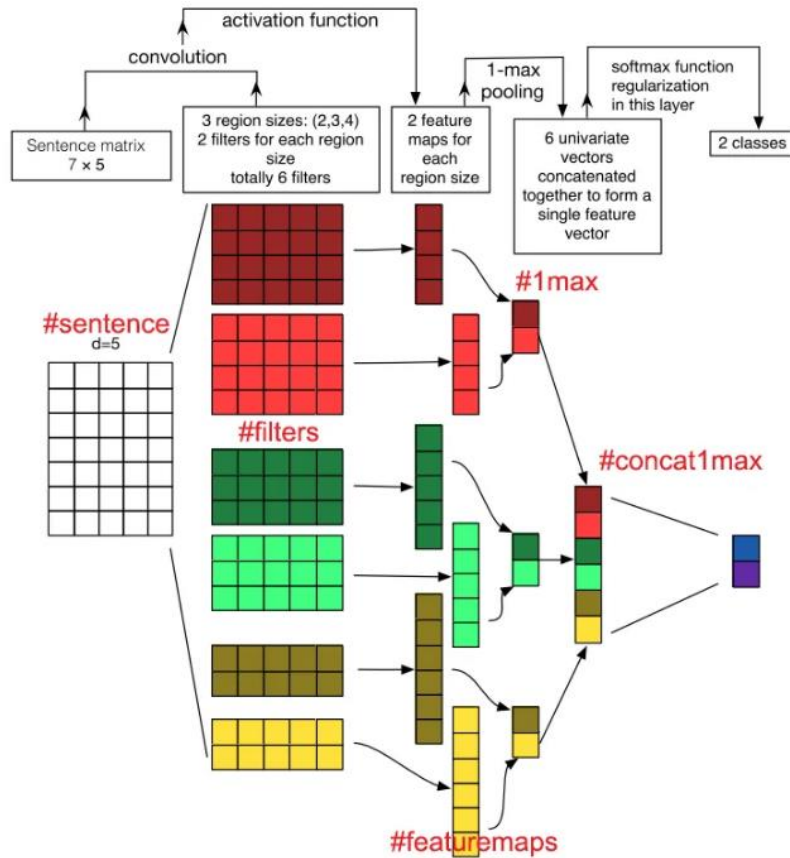 activation function
convolution
1-max
pooling
softmax function
regularization
in this layer
Sentence matrix
7 × 5
3 region sizes: (2,3,4)
2 filters for each region
size
totally 6 filters
2 feature
maps for
each
region size
6 univariate
vectors
concatenated
together to form a
single feature
vector
2 classes
#1max
#sentence
d=5
#filters
#concat1max
#featuremaps